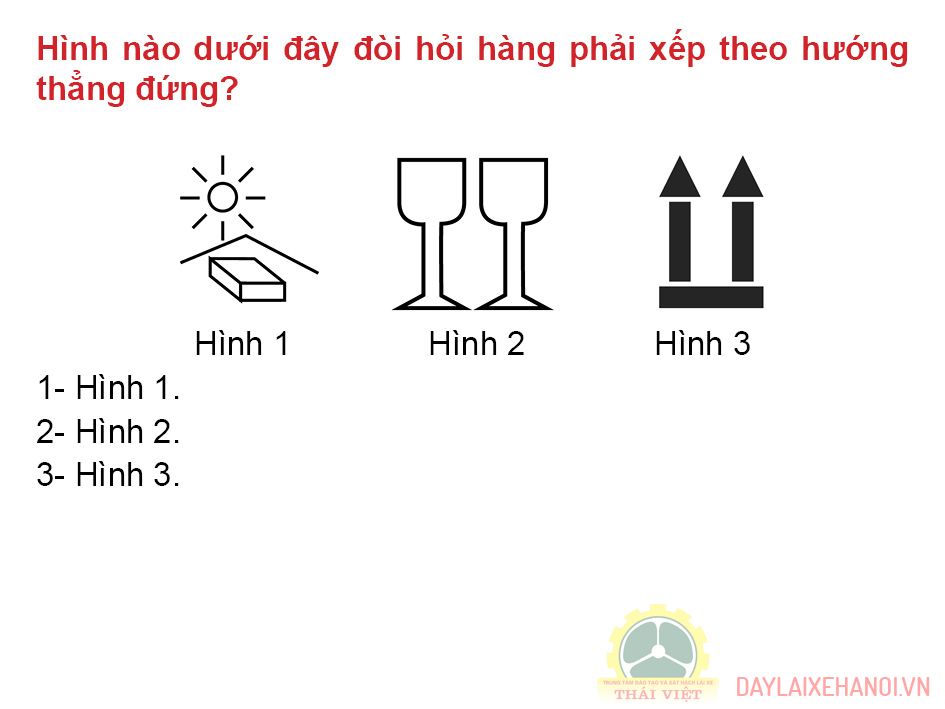 Hình nào dưới đây đòi hỏi hàng phải xếp theo hướng
thẳng đứng?
Hình 1 Hình 2 Hình 3
1- Hình 1.
2- Hình 2.
3- Hình 3.
TRUNG TÂM ĐÀO TẠO VÀ SÁT HẠCH LÁI XE
THÁI VIỆT
DAYLAIXEHANOI.VN